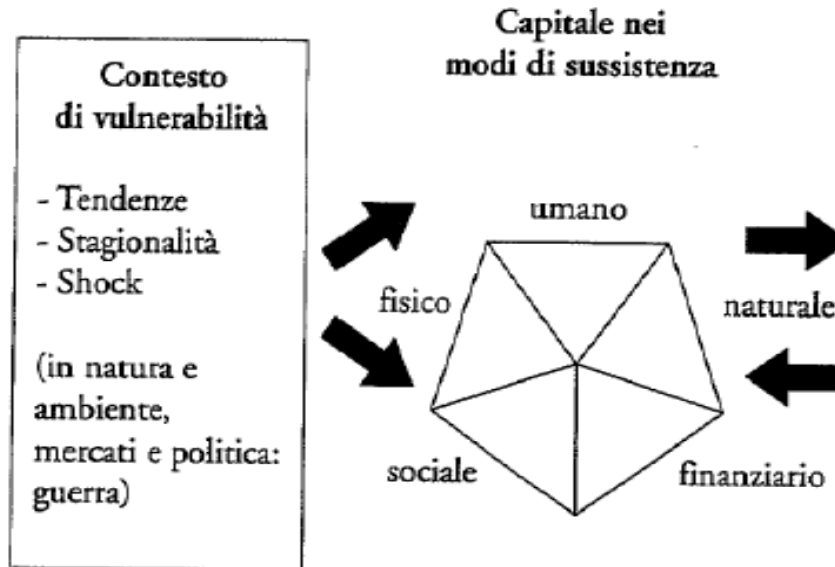 Contesto
di vulnerabilità
- Tendenze
- Stagionalità
- Shock
(in natura e
ambiente,
mercati e politica:
guerra)
Capitale nei
modi di sussistenza
umano
fisico
naturale
sociale
finanziario